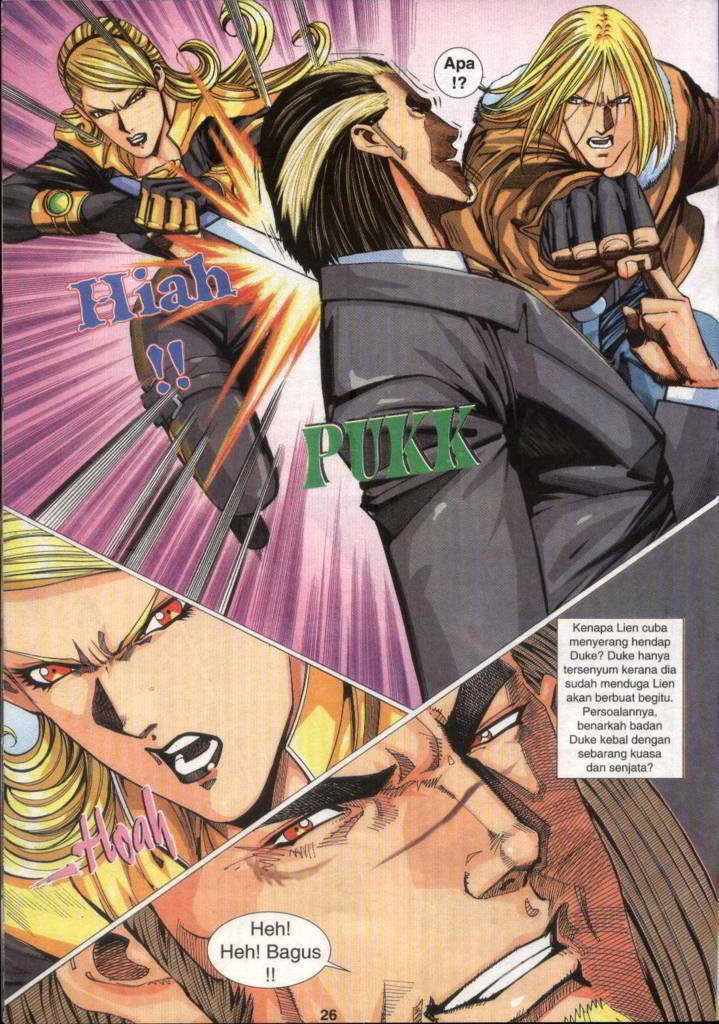 Apa
!?
Hiah
!!
PUKK
Kenapa Lien cuba
menyerang hendap
Duke? Duke hanya
tersenyum kerana dia
sudah menduga Lien
akan berbuat begitu.
Persoalannya,
benarkah badan
Duke kebal dengan
sebarang kuasa
dan senjata?
Hoah
Heh!
Heh! Bagus
!!
26